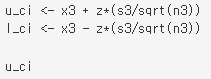 u_ci <- x3 + z*(s3/sqrt(n3))
l_ci <- x3 - z*(s3/sqrt(n3))
u_ci